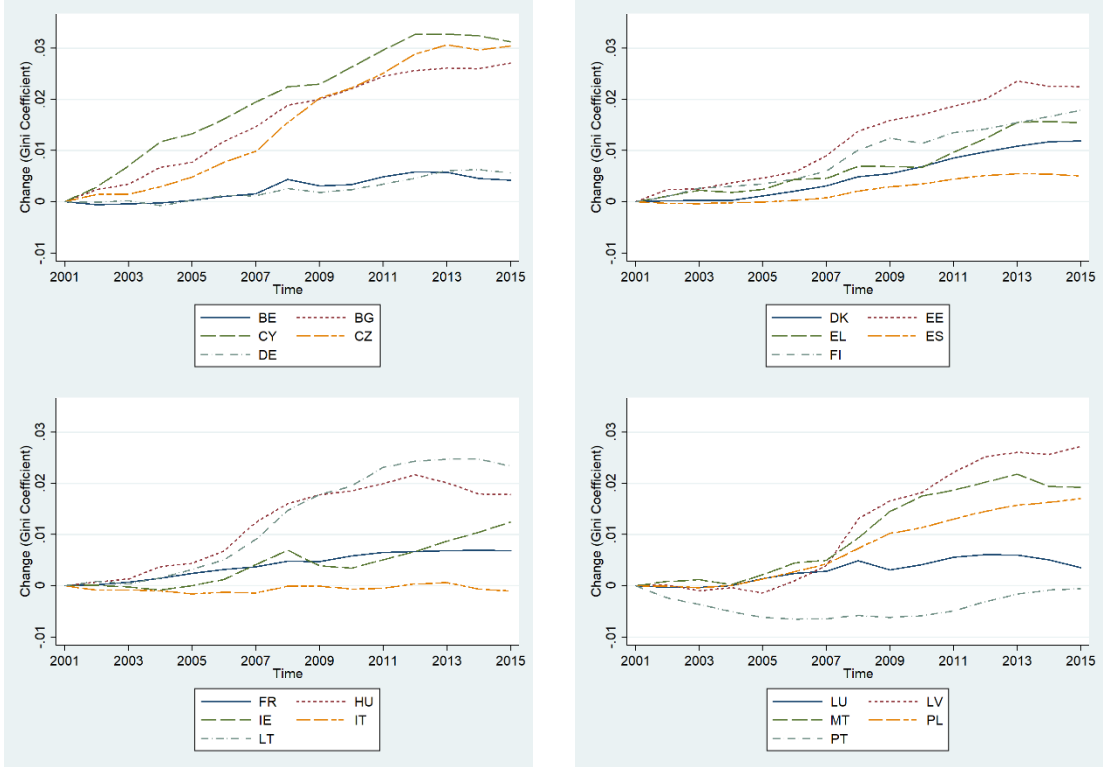 Change (Gini Coefficient)
.03
.02
.01
0
-.01
2001 2003 2005 2007 2009 2011 2013 2015
Time
BE BG
CY CZ
DE
Change (Gini Coefficient)
.03
.02
.01
0
-.01
2001 2003 2005 2007 2009 2011 2013 2015
Time
DK EE
EL ES
FI
Change (Gini Coefficient)
.03
.02
.01
0
-.01
2001 2003 2005 2007 2009 2011 2013 2015
Time
FR HU
IE IT
LT
Change (Gini Coefficient)
.03
.02
.01
0
-.01
2001 2003 2005 2007 2009 2011 2013 2015
Time
LU LV
MT PL
PT